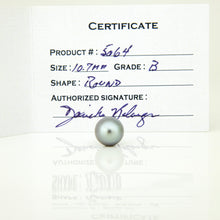 CERTIFICATE
PRODUCT #: 5064
SIZE: 10.7MM GRADE: B
SHAPE: ROUND
AUTHORIZED SIGNATURE: